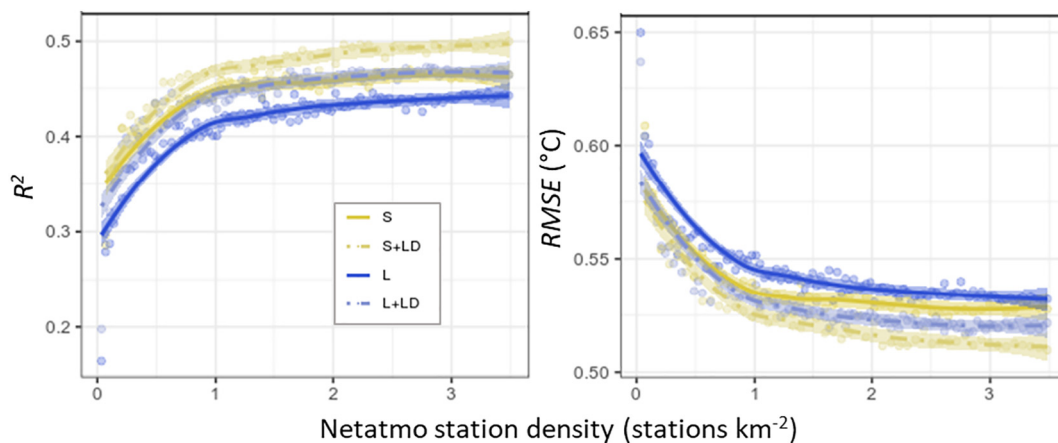 R²
0.5
0.4
0.3
0.2
0
1
2
3
S
S+LD
L
L+LD
RMSE (°C)
0.65
0.60
0.55
0.50
0
1
2
3
Netatmo station density (stations km⁻²)